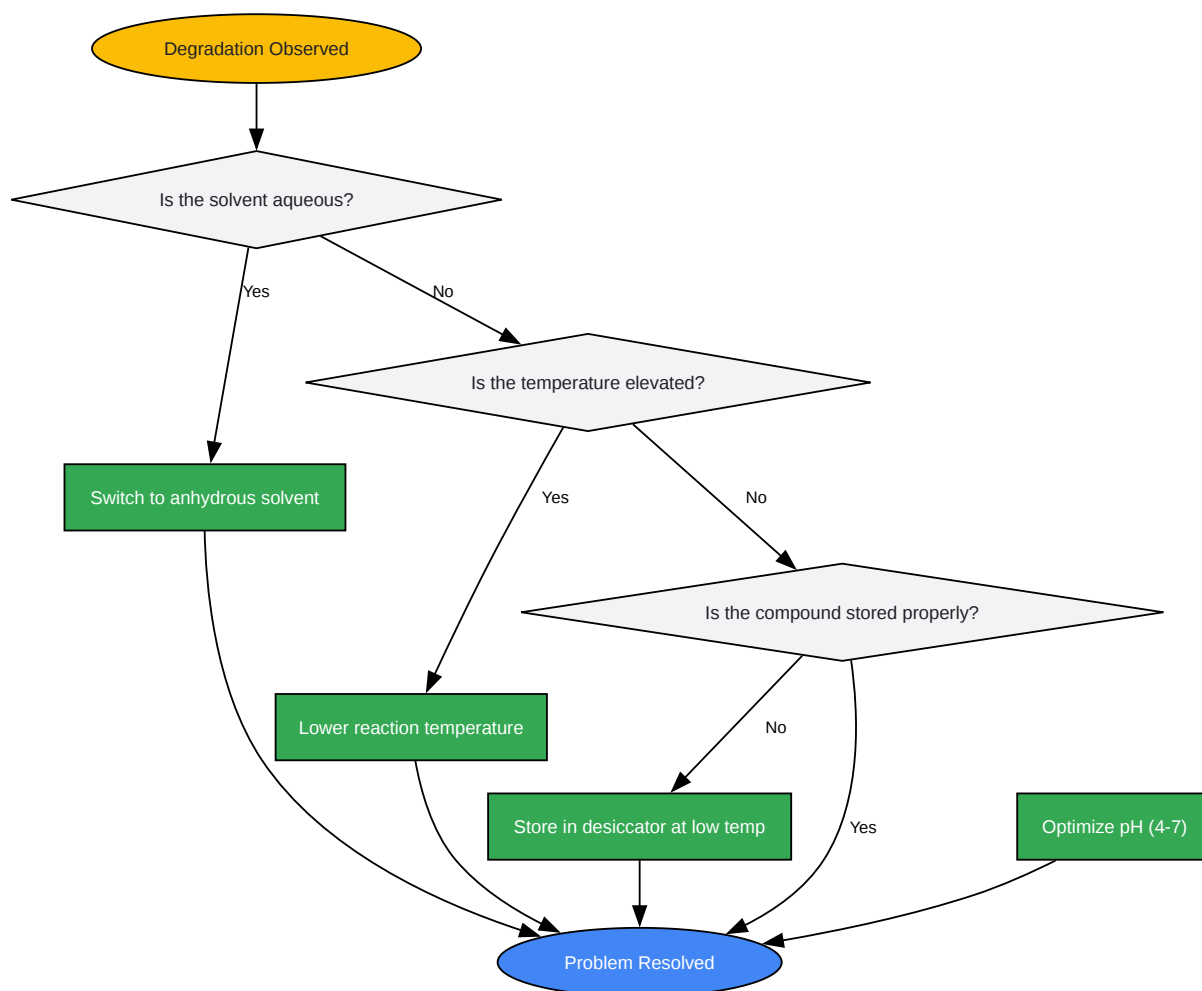 Degradation Observed
Is the solvent aqueous?
Yes
No
Is the temperature elevated?
Switch to anhydrous solvent
Yes
No
Is the compound stored properly?
Lower reaction temperature
No
Store in desiccator at low temp
Yes
Optimize pH (4-7)
Problem Resolved